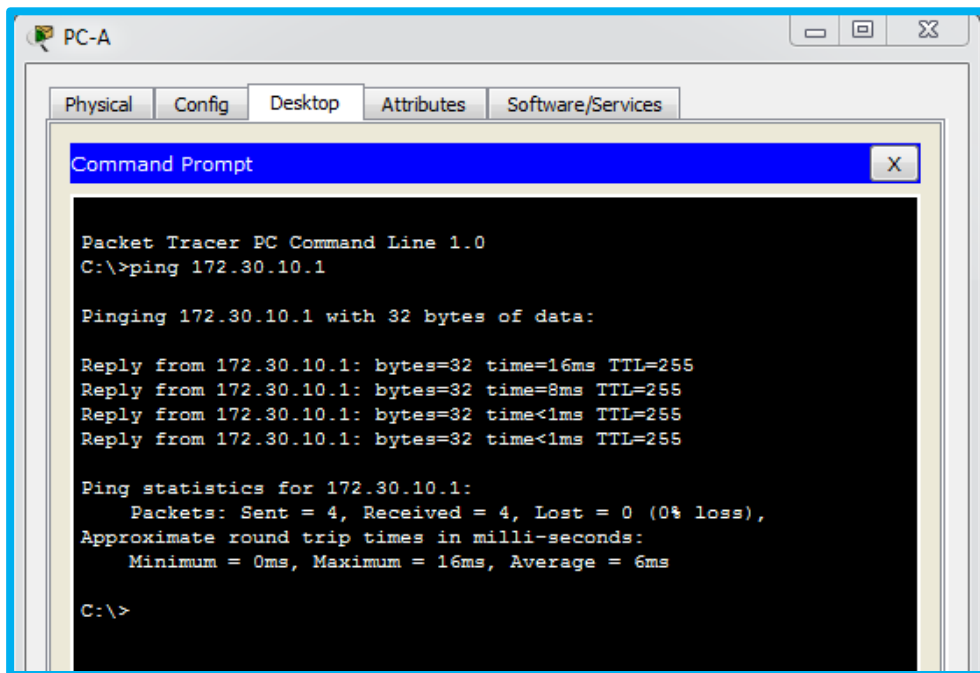 PC-A
Physical Config Desktop Attributes Software/Services
Command Prompt X
Packet Tracer PC Command Line 1.0
C:\>ping 172.30.10.1
Pinging 172.30.10.1 with 32 bytes of data:
Reply from 172.30.10.1: bytes=32 time=16ms TTL=255
Reply from 172.30.10.1: bytes=32 time=8ms TTL=255
Reply from 172.30.10.1: bytes=32 time<1ms TTL=255
Reply from 172.30.10.1: bytes=32 time<1ms TTL=255
Ping statistics for 172.30.10.1:
Packets: Sent = 4, Received = 4, Lost = 0 (0% loss),
Approximate round trip times in milli-seconds:
Minimum = 0ms, Maximum = 16ms, Average = 6ms
C:\>